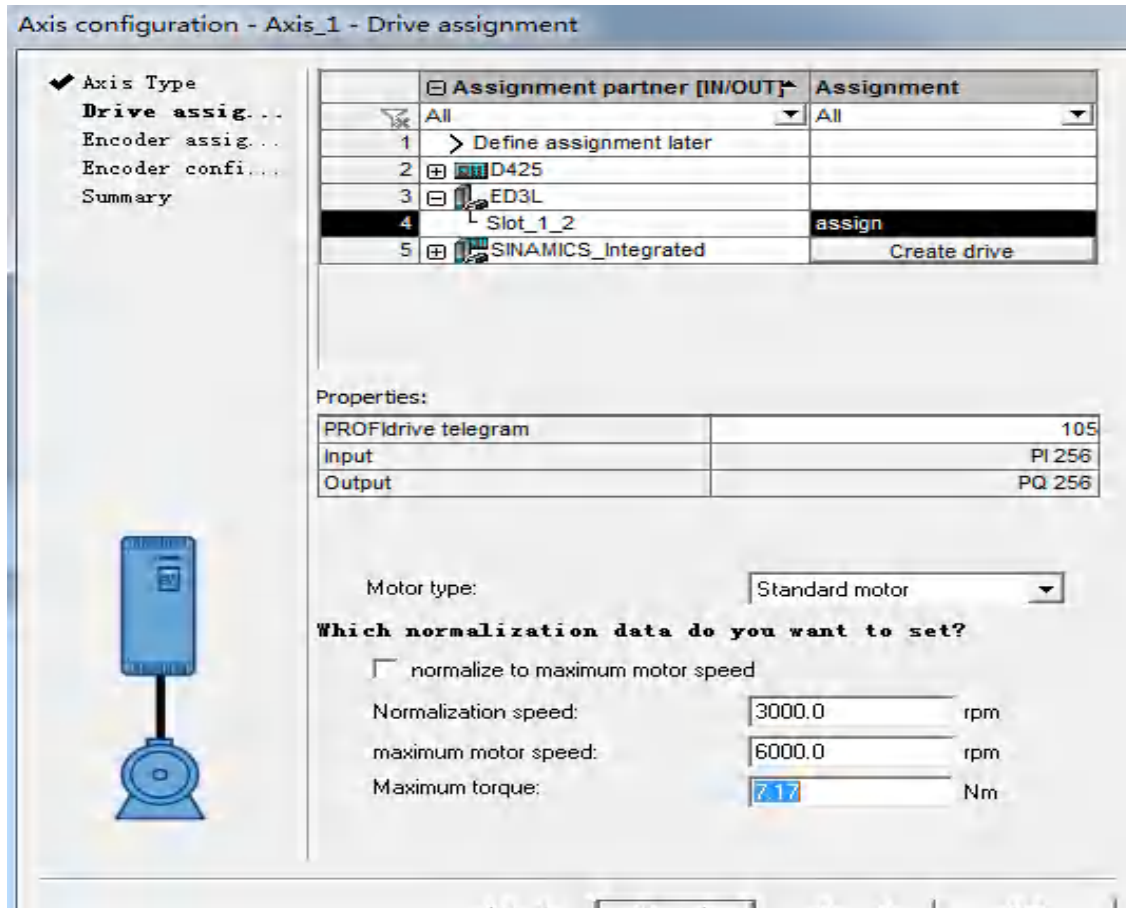 Axis configuration - Axis_1 - Drive assignment
Axis Type
Drive assig...
Encoder assig...
Encoder confi...
Summary
Assignment partner [IN/OUT] Assignment
All All
1 Define assignment later
2 D425
3 ED3L
4 Slot_1_2 assign
5 SINAMICS_Integrated Create drive
Properties:
PROFIdrive telegram 105
Input PI 256
Output PQ 256
Motor type: Standard motor
Which normalization data do you want to set?
normalize to maximum motor speed
Normalization speed: 3000.0 rpm
maximum motor speed: 6000.0 rpm
Maximum torque: 7.17 Nm